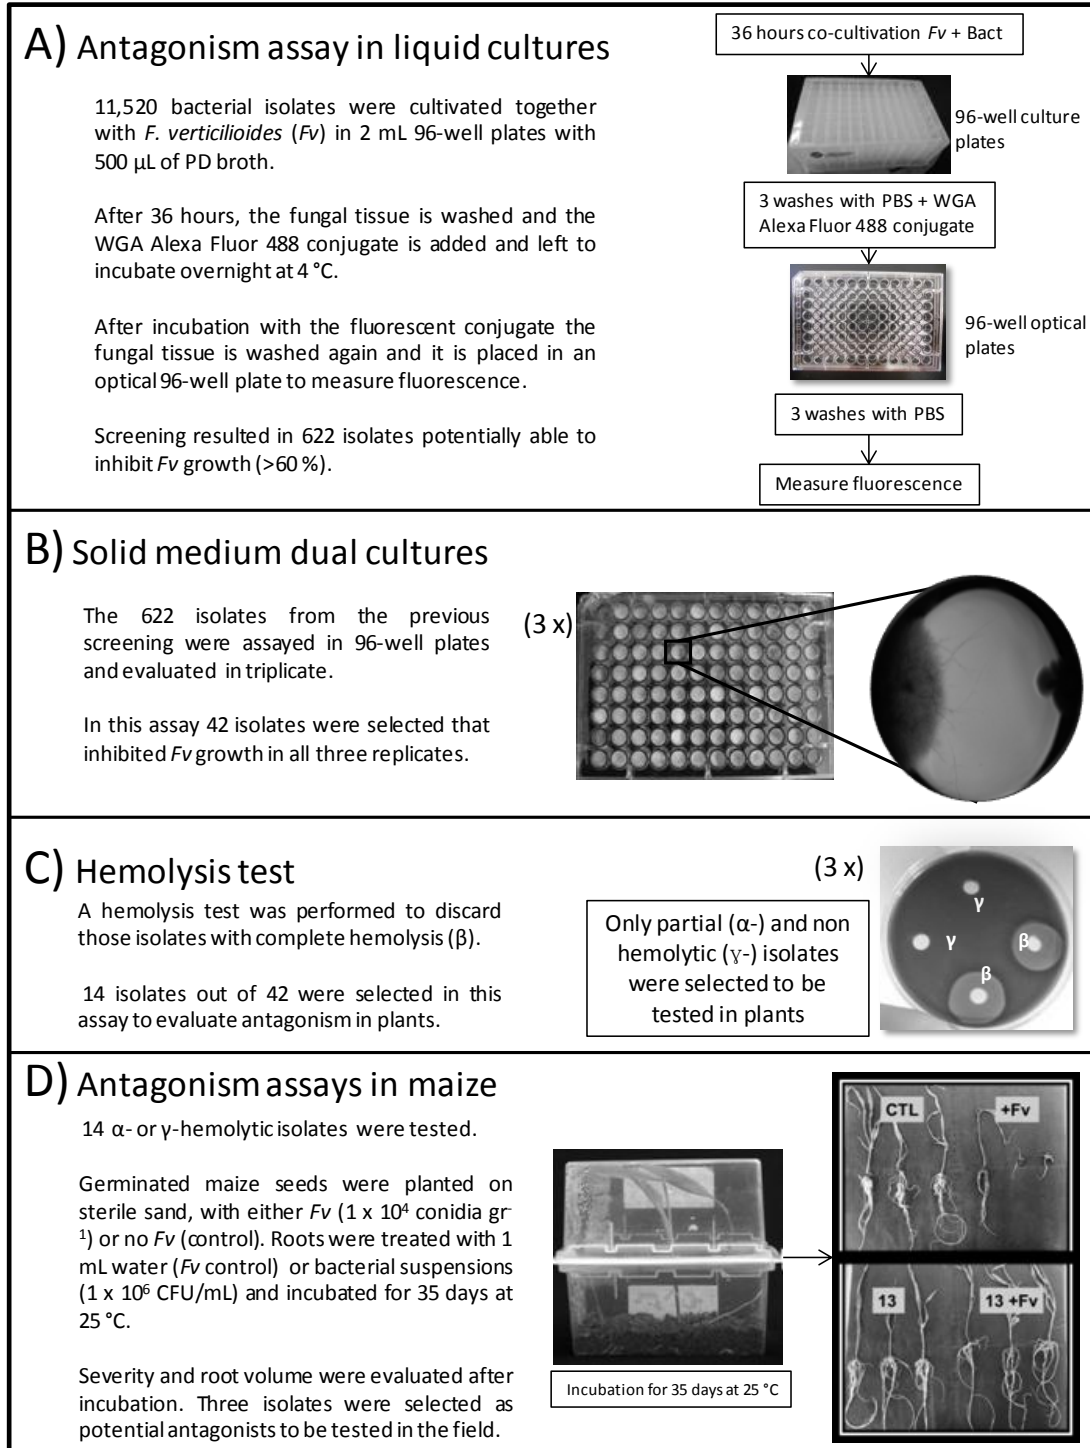 A) Antagonism assay in liquid cultures
11,520 bacterial isolates were cultivated together
with F. verticilioides (Fv) in 2 mL 96-well plates with
500 µL of PD broth.
After 36 hours, the fungal tissue is washed and the
WGA Alexa Fluor 488 conjugate is added and left to
incubate overnight at 4 °C.
After incubation with the fluorescent conjugate the
fungal tissue is washed again and it is placed in an
optical 96-well plate to measure fluorescence.
Screening resulted in 622 isolates potentially able to
inhibit Fv growth (>60 %).
36 hours co-cultivation Fv + Bact
96-well culture
plates
3 washes with PBS + WGA
Alexa Fluor 488 conjugate
96-well optical
plates
3 washes with PBS
Measure fluorescence
B) Solid medium dual cultures
The 622 isolates from the previous
screening were assayed in 96-well plates
and evaluated in triplicate.
In this assay 42 isolates were selected that
inhibited Fv growth in all three replicates.
(3 x)
C) Hemolysis test
A hemolysis test was performed to discard
those isolates with complete hemolysis (β).
14 isolates out of 42 were selected in this
assay to evaluate antagonism in plants.
Only partial (α-) and non
hemolytic (γ-) isolates
were selected to be
tested in plants
(3 x)
γ
γ
β
β
D) Antagonism assays in maize
14 α- or γ-hemolytic isolates were tested.
Germinated maize seeds were planted on
sterile sand, with either Fv (1 x 10⁴ conidia gr⁻
¹) or no Fv (control). Roots were treated with 1
mL water (Fv control) or bacterial suspensions
(1 x 10⁶ CFU/mL) and incubated for 35 days at
25 °C.
Severity and root volume were evaluated after
incubation. Three isolates were selected as
potential antagonists to be tested in the field.
Incubation for 35 days at 25 °C
CTL
+Fv
13
13 +Fv